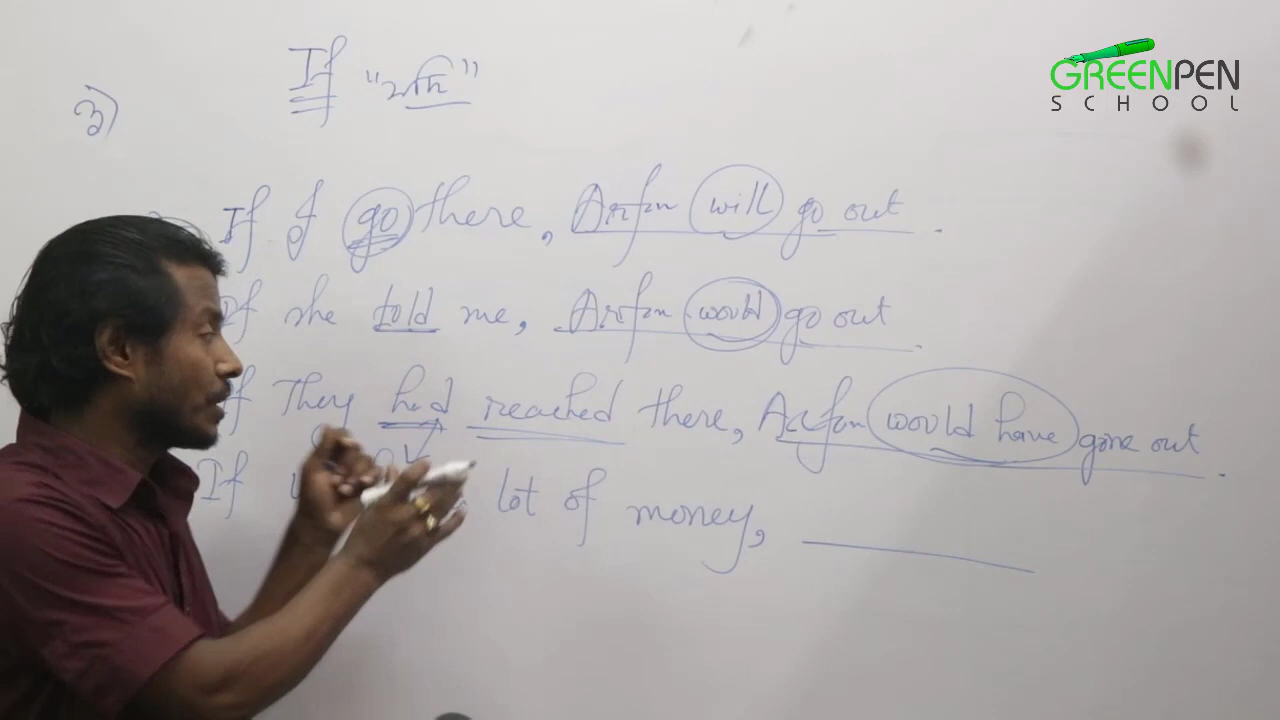 GREENPEN
SCHOOL
If "যদি"
৩)
If I go there, Arfan will go out.
If she told me, Arfan would go out.
If They had reached there, Arfan would have gone out.
If lot of money,